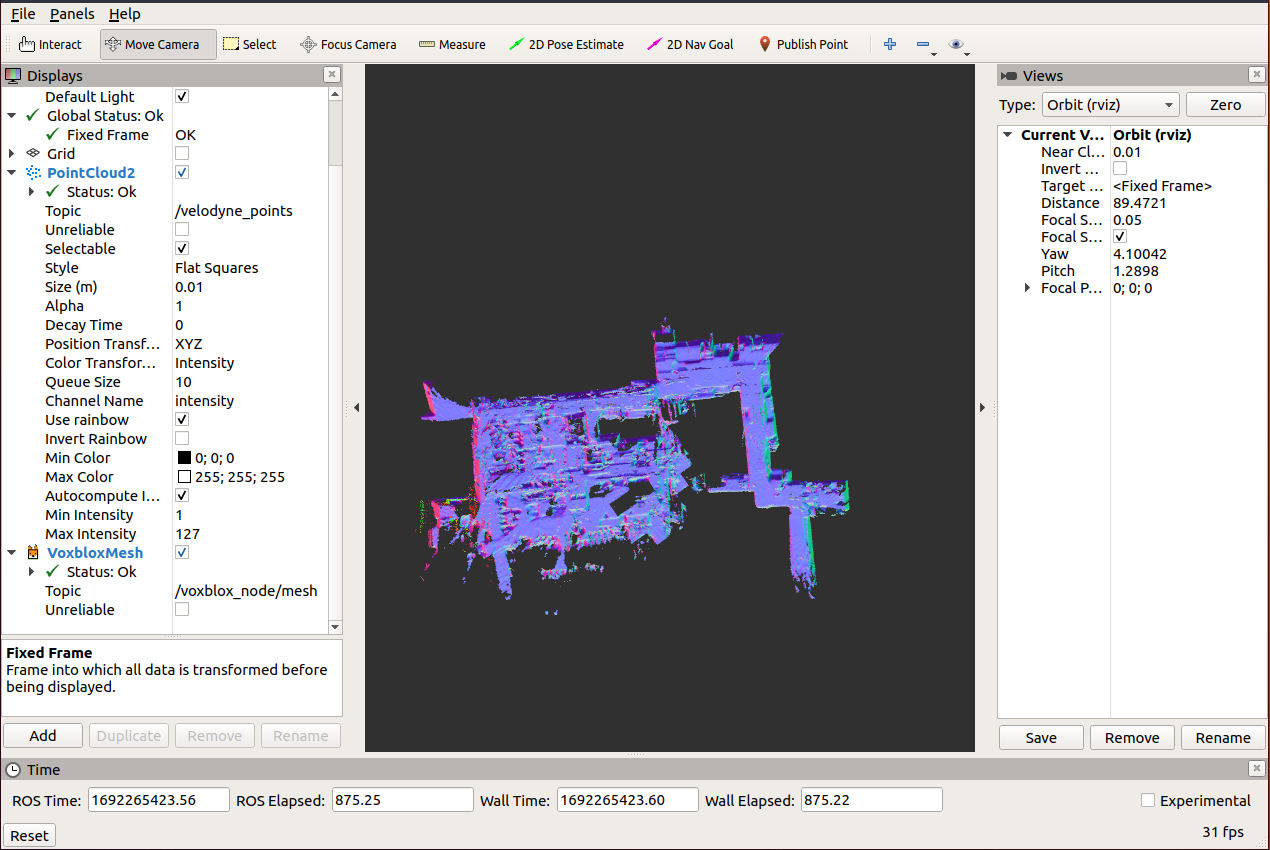 File Panels Help
Interact Move Camera Select Focus Camera Measure 2D Pose Estimate 2D Nav Goal Publish Point
Displays
Default Light
Global Status: Ok
Fixed Frame OK
Grid
PointCloud2
Status: Ok
Topic /velodyne_points
Unreliable
Selectable
Style Flat Squares
Size (m) 0.01
Alpha 1
Decay Time 0
Position Transf... XYZ
Color Transfor... Intensity
Queue Size 10
Channel Name intensity
Use rainbow
Invert Rainbow
Min Color 0; 0; 0
Max Color 255; 255; 255
Autocompute I...
Min Intensity 1
Max Intensity 127
VoxbloxMesh
Status: Ok
Topic /voxblox_node/mesh
Unreliable
Fixed Frame
Frame into which all data is transformed before
being displayed.
Add Duplicate Remove Rename
Views
Type: Orbit (rviz) Zero
Current V... Orbit (rviz)
Near Cl... 0.01
Invert ...
Target ... <Fixed Frame>
Distance 89.4721
Focal S... 0.05
Focal S...
Yaw 4.10042
Pitch 1.2898
Focal P... 0; 0; 0
Save Remove Rename
Time
ROS Time: 1692265423.56 ROS Elapsed: 875.25 Wall Time: 1692265423.60 Wall Elapsed: 875.22 Experimental
Reset 31 fps